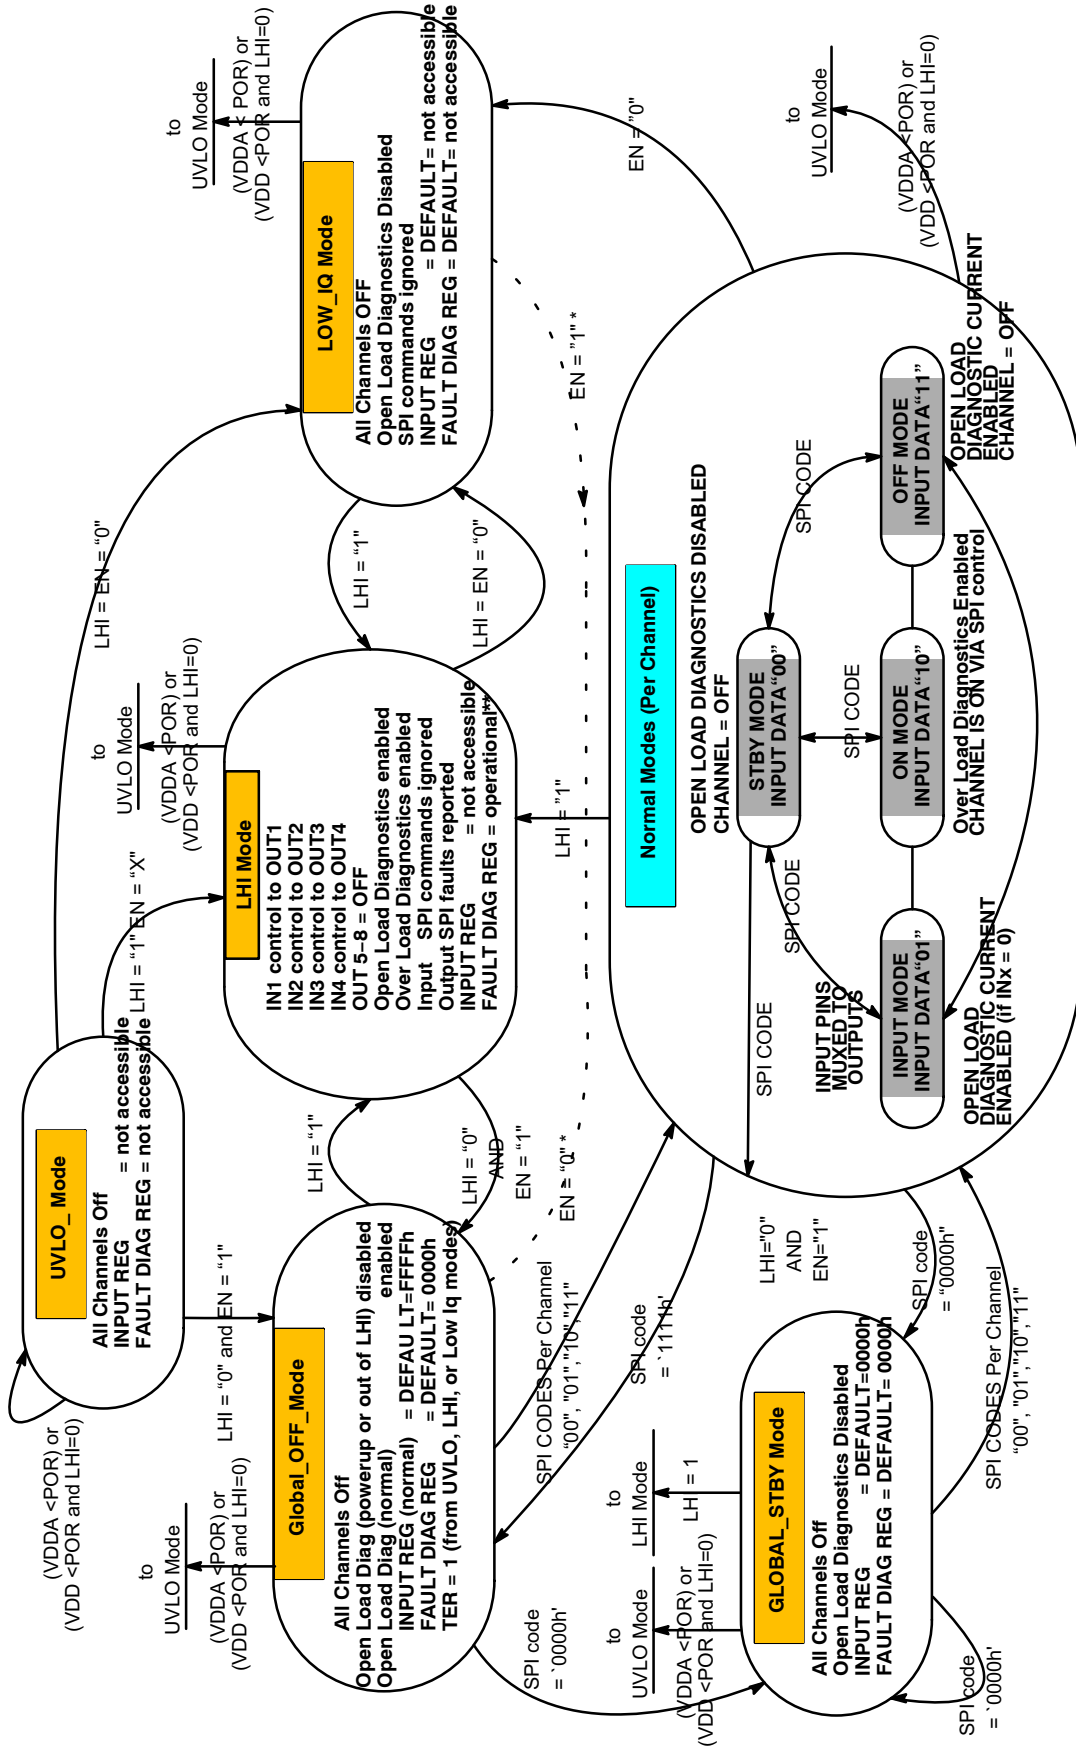 UVLO_ Mode
All Channels Off
INPUT REG = not accessible
FAULT DIAG REG = not accessible
(VDDA <POR) or
(VDD <POR and LHI=0)
LHI = "0" and EN = "1"
LHI = "1" EN = "X"
LHI = EN = "0"
to
UVLO Mode
(VDDA <POR) or
(VDD <POR and LHI=0)
Global_OFF_Mode
All Channels Off
Open Load Diag (powerup or out of LHI) disabled
Open Load Diag (normal) enabled
INPUT REG (normal) = DEFAU LT=FFFFh
FAULT DIAG REG = DEFAULT= 0000h
TER = 1 (from UVLO, LHI, or Low Iq modes)
LHI = "1"
LHI = "0"
AND
EN = "1"
to
UVLO Mode
(VDDA <POR) or
(VDD <POR and LHI=0)
LHI Mode
IN1 control to OUT1
IN2 control to OUT2
IN3 control to OUT3
IN4 control to OUT4
OUT 5–8 = OFF
Open Load Diagnostics enabled
Over Load Diagnostics enabled
Input SPI commands ignored
Output SPI faults reported
INPUT REG = not accessible
FAULT DIAG REG = operational**
LHI = "1"
LHI = EN = "0"
to
UVLO Mode
(VDDA < POR) or
(VDD <POR and LHI=0)
LOW_IQ Mode
All Channels OFF
Open Load Diagnostics Disabled
SPI commands ignored
INPUT REG = DEFAULT= not accessible
FAULT DIAG REG = DEFAULT= not accessible
EN = "0" *
EN = "1" *
LHI = "1"
EN = "0"
SPI code
= `0000h'
SPI CODES Per Channel
"00", "01","10","11"
SPI code
= `1111h'
to
UVLO Mode
(VDDA <POR) or
(VDD <POR and LHI=0)
to
LHI Mode
LHI = 1
GLOBAL_STBY Mode
All Channels Off
Open Load Diagnostics Disabled
INPUT REG = DEFAULT=0000h
FAULT DIAG REG = DEFAULT= 0000h
SPI code
= `0000h'
LHI="0"
AND
EN="1"
SPI code
= "0000h"
SPI CODES Per Channel
"00", "01","10","11"
Normal Modes (Per Channel)
OPEN LOAD DIAGNOSTICS DISABLED
CHANNEL = OFF
STBY MODE
INPUT DATA "00"
SPI CODE
SPI CODE
SPI CODE
SPI CODE
INPUT PINS
MUXED TO
OUTPUTS
INPUT MODE
INPUT DATA "01"
OPEN LOAD
DIAGNOSTIC CURRENT
ENABLED (if INx = 0)
ON MODE
INPUT DATA "10"
Over Load Diagnostics Enabled
CHANNEL IS ON VIA SPI control
OFF MODE
INPUT DATA "11"
OPEN LOAD
DIAGNOSTIC CURRENT
ENABLED
CHANNEL = OFF
to
UVLO Mode
(VDDA <POR) or
(VDD <POR and LHI=0)